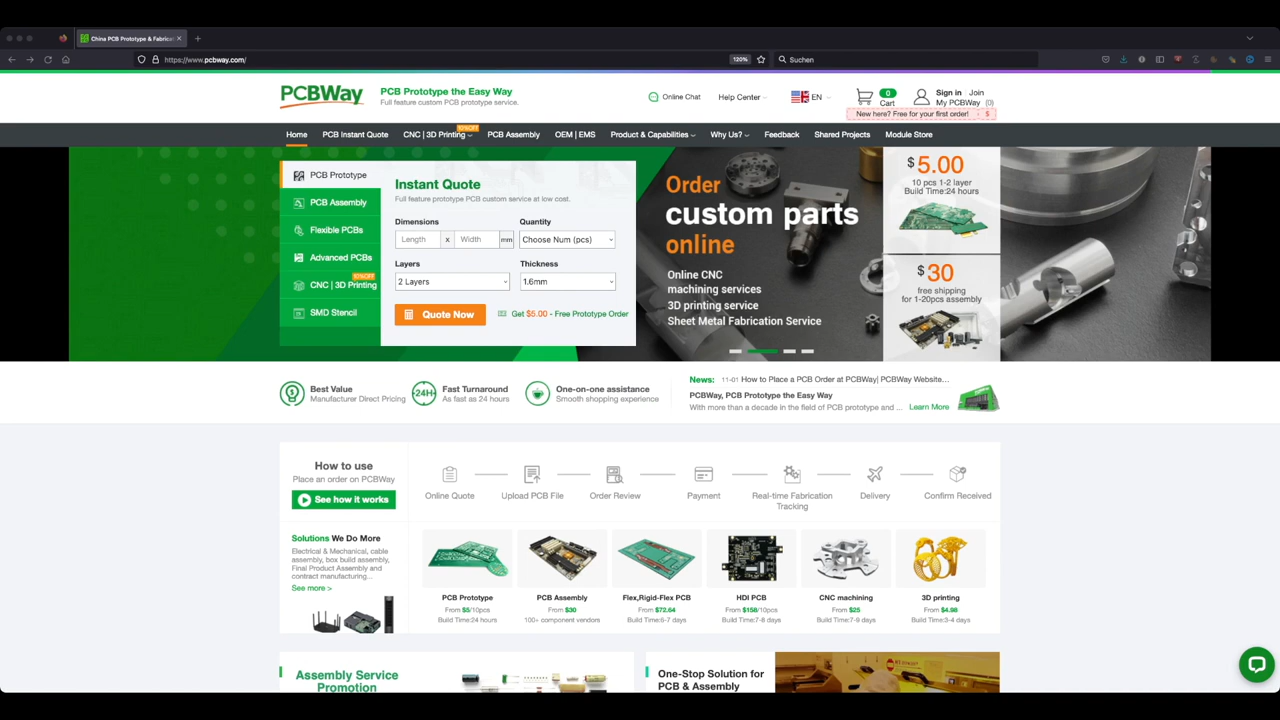 China PCB Prototype & Fabricat
https://www.pcbway.com/
120%
Suchen
PCBWay
PCB Prototype the Easy Way
Full feature custom PCB prototype service.
Online Chat
Help Center
EN
0
Cart
Sign in
Join
My PCBWay
(0)
New here? Free for your first order!
- $
Home
PCB Instant Quote
CNC | 3D Printing
10%OFF
PCB Assembly
OEM | EMS
Product & Capabilities
Why Us?
Feedback
Shared Projects
Module Store
PCB Prototype
PCB Assembly
Flexible PCBs
Advanced PCBs
10%OFF
CNC | 3D Printing
SMD Stencil
Instant Quote
Full feature prototype PCB custom service at low cost.
Dimensions
Quantity
Length
x
Width
mm
Choose Num (pcs)
Layers
Thickness
2 Layers
1.6mm
Quote Now
Get $5.00 - Free Prototype Order
Order
custom parts
online
Online CNC
machining services
3D printing service
Sheet Metal Fabrication Service
$5.00
10 pcs 1-2 layer
Build Time:24 hours
$30
free shipping
for 1-20pcs assembly
Best Value
Manufacturer Direct Pricing
24H
Fast Turnaround
As fast as 24 hours
One-on-one assistance
Smooth shopping experience
News:
11-01 How to Place a PCB Order at PCBWay| PCBWay Website...
PCBWay, PCB Prototype the Easy Way
With more than a decade in the field of PCB prototype and ...
Learn More
How to use
Place an order on PCBWay
See how it works
Online Quote
Upload PCB File
Order Review
Payment
Real-time Fabrication
Tracking
Delivery
Confirm Received
Solutions We Do More
Electrical & Mechanical, cable
assembly, box build assembly,
Final Product Assembly and
contract manufacturing...
See more >
PCB Prototype
From $5/10pcs
Build Time:24 hours
PCB Assembly
From $30
100+ component vendors
Flex,Rigid-Flex PCB
From $72.64
Build Time:6-7 days
HDI PCB
From $158/10pcs
Build Time:7-8 days
CNC machining
From $25
Build Time:7-9 days
3D printing
From $4.98
Build Time:3-4 days
Assembly Service
Promotion
One-Stop Solution for
PCB & Assembly